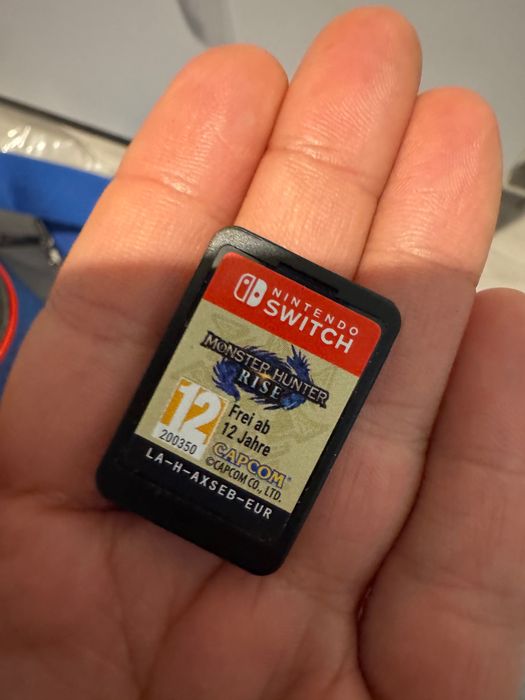 NINTENDO
SWITCH
MONSTER HUNTER
RISE
12
200350
Frei ab
12 Jahre
CAPCOM®
©CAPCOM CO., LTD.
LA-H-AXSEB-EUR